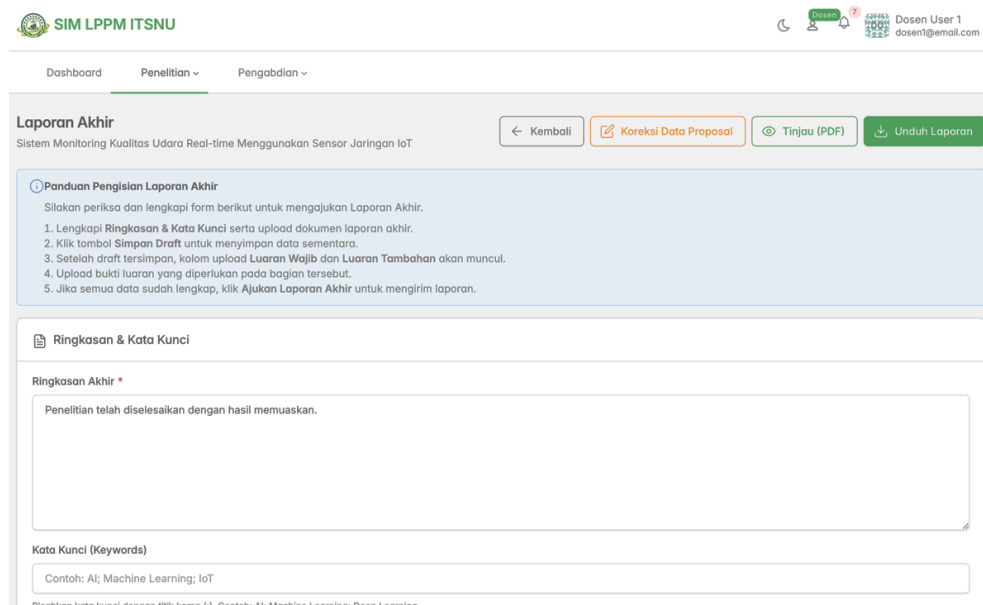 SIM LPPM ITSNU
Dosen
7
Dosen User 1
dosen1@email.com
Dashboard
Penelitian
Pengabdian
Laporan Akhir
Sistem Monitoring Kualitas Udara Real-time Menggunakan Sensor Jaringan IoT
Kembali
Koreksi Data Proposal
Tinjau (PDF)
Unduh Laporan
Panduan Pengisian Laporan Akhir
Silakan periksa dan lengkapi form berikut untuk mengajukan Laporan Akhir.
1. Lengkapi Ringkasan & Kata Kunci serta upload dokumen laporan akhir.
2. Klik tombol Simpan Draft untuk menyimpan data sementara.
3. Setelah draft tersimpan, kolom upload Luaran Wajib dan Luaran Tambahan akan muncul.
4. Upload bukti luaran yang diperlukan pada bagian tersebut.
5. Jika semua data sudah lengkap, klik Ajukan Laporan Akhir untuk mengirim laporan.
Ringkasan & Kata Kunci
Ringkasan Akhir *
Penelitian telah diselesaikan dengan hasil memuaskan.
Kata Kunci (Keywords)
Contoh: AI; Machine Learning; IoT